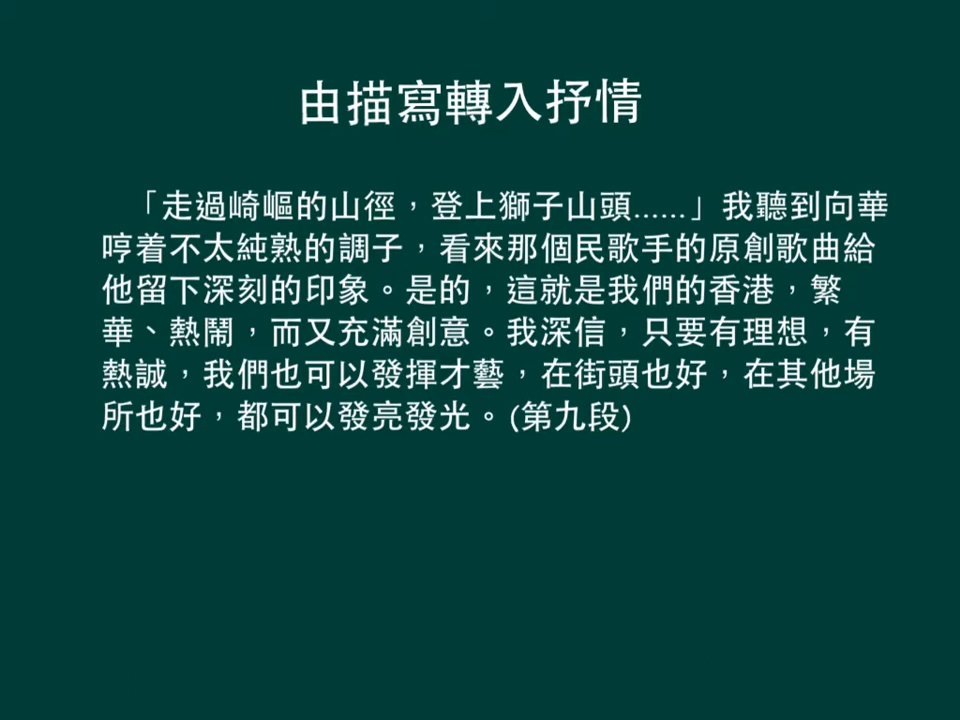 由描寫轉入抒情
「走過崎嶇的山徑，登上獅子山頭......」我聽到向華
哼着不太純熟的調子，看來那個民歌手的原創歌曲給
他留下深刻的印象。是的，這就是我們的香港，繁
華、熱鬧，而又充滿創意。我深信，只要有理想，有
熱誠，我們也可以發揮才藝，在街頭也好，在其他場
所也好，都可以發亮發光。(第九段)